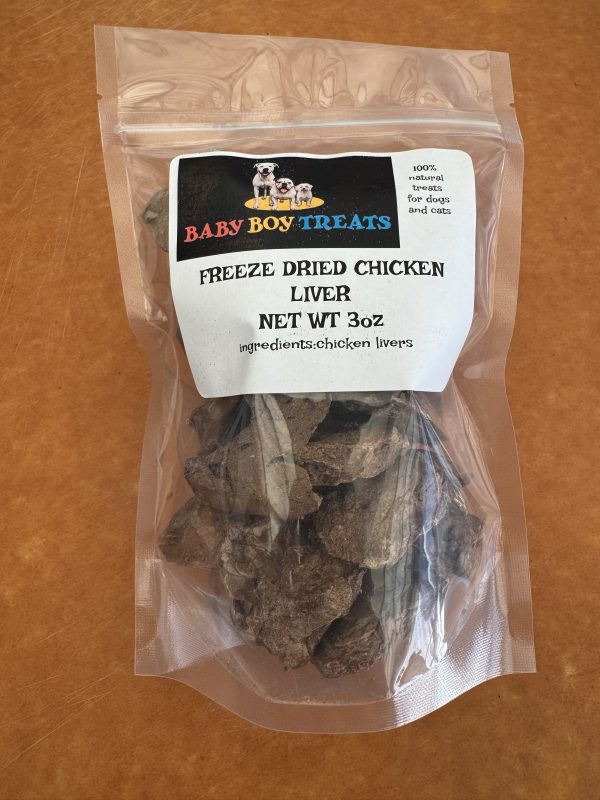 BABY BOY TREATS
100%
natural
treats
for dogs
and cats
FREEZE DRIED CHICKEN
LIVER
NET WT 3oz
ingredients:chicken livers